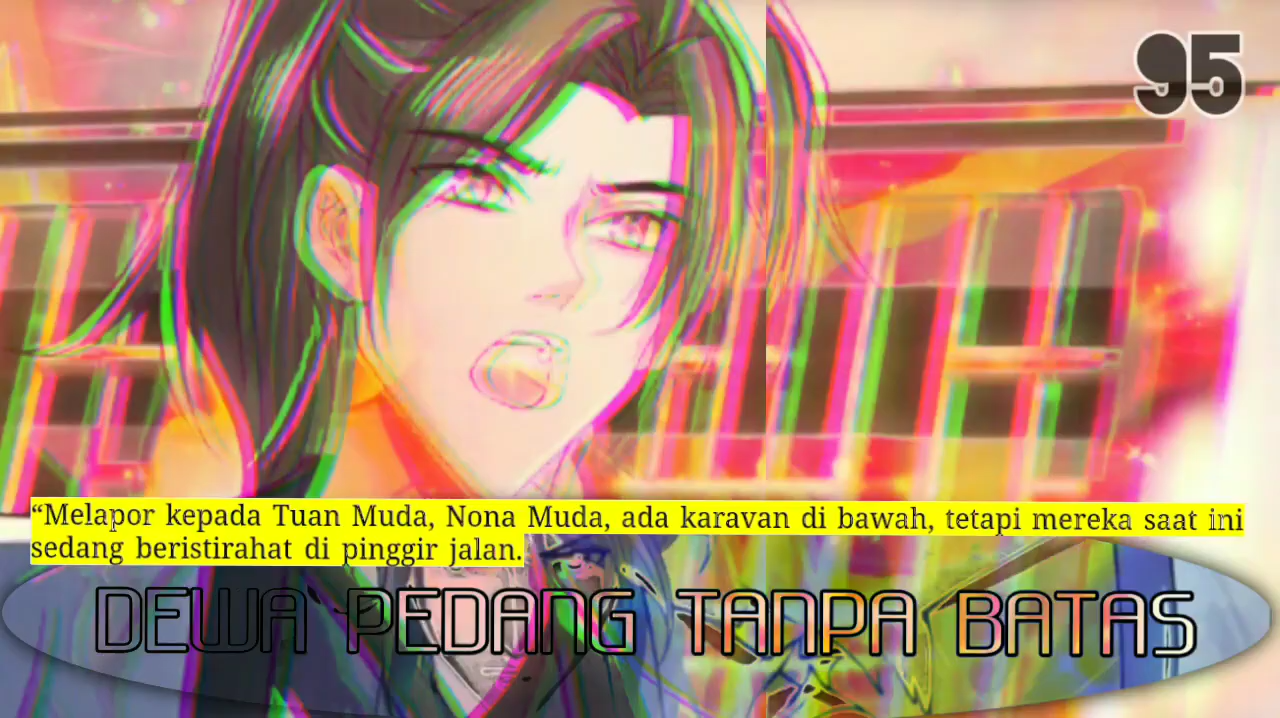 95
“Melapor kepada Tuan Muda, Nona Muda, ada karavan di bawah, tetapi mereka saat ini
sedang beristirahat di pinggir jalan.
DEWA PEDANG TANPA BATAS